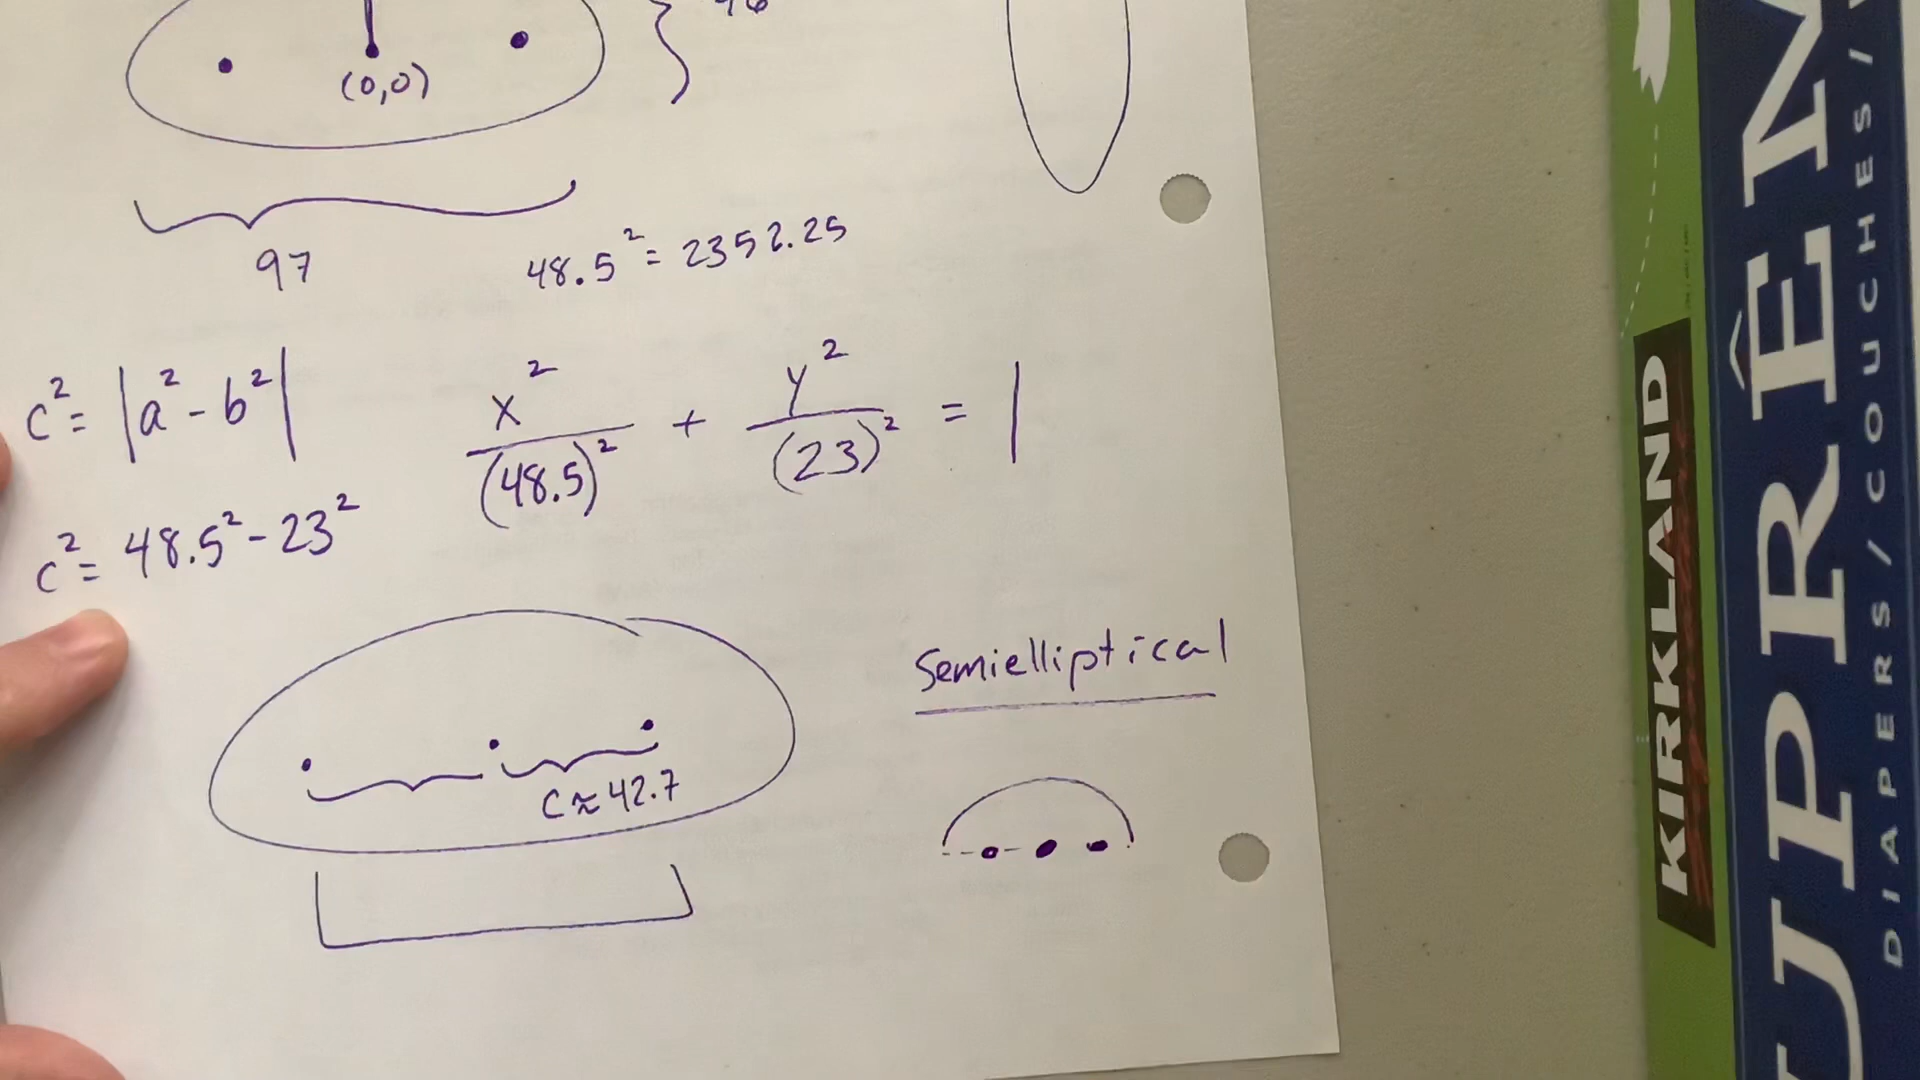 (0,0)
97
48.5² = 2352.25
c² = |a² - b²|
x²/(48.5)² + y²/(23)² = 1
c² = 48.5² - 23²
Semielliptical
c ≈ 42.7
KIRKLAND
UPRÊN
DIAPERS/COUCHES/